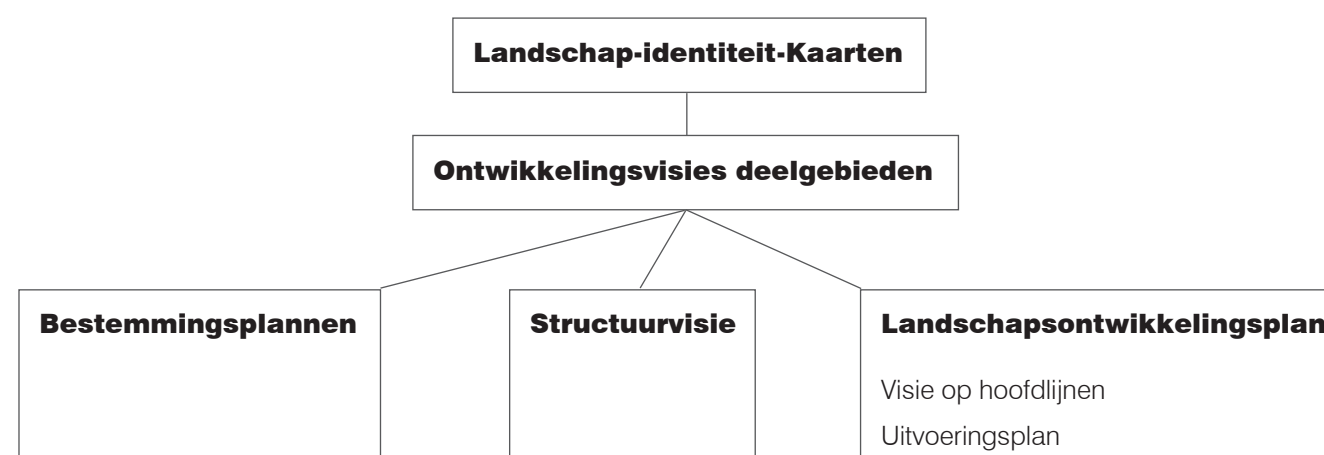 Landschap-identiteit-Kaarten
Ontwikkelingsvisies deelgebieden
Bestemmingsplannen
Structuurvisie
Landschapsontwikkelingsplan
Visie op hoofdlijnen
Uitvoeringsplan